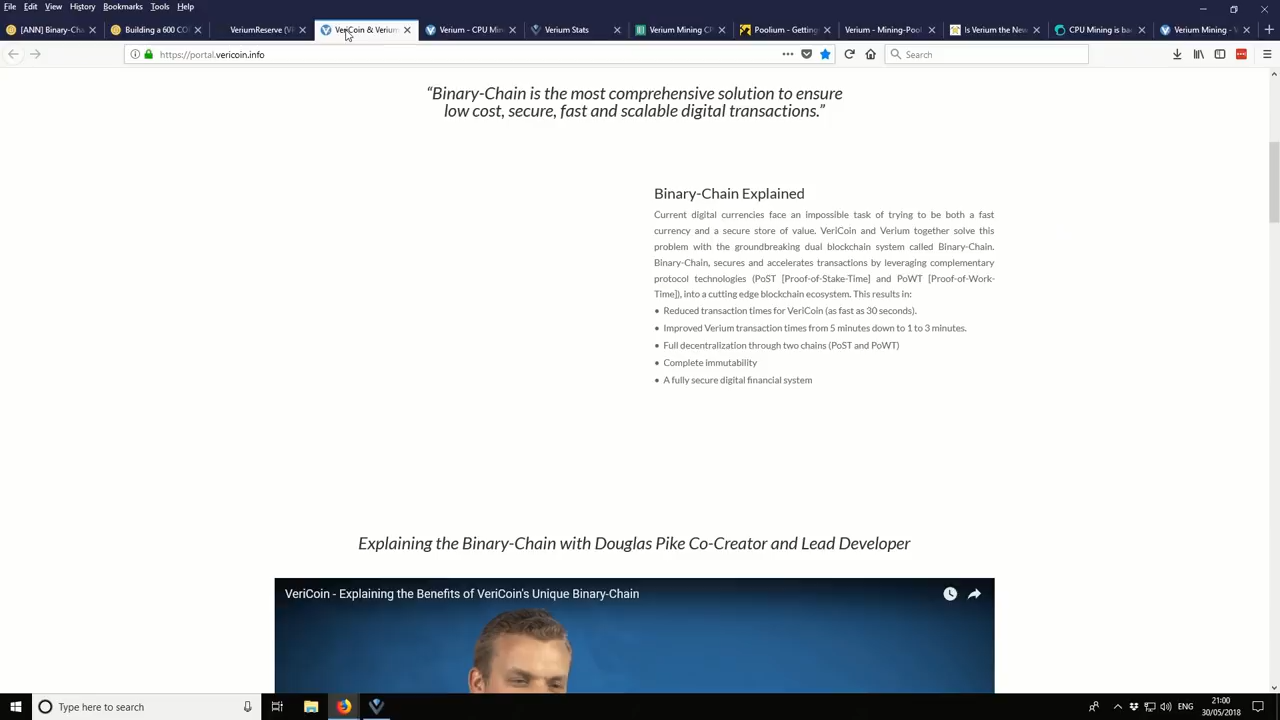 File Edit View History Bookmarks Tools Help
[ANN] Binary-Cha
Building a 600 CO
VeriumReserve (V
VeriCoin & Verium
Verium - CPU Min
Verium Stats
Verium Mining CP
Poolium - Getting
Verium - Mining-Pool
Is Verium the Nex
CPU Mining is ba
Verium Mining - V
https://portal.vericoin.info
Search
“Binary-Chain is the most comprehensive solution to ensure
low cost, secure, fast and scalable digital transactions.”
Binary-Chain Explained
Current digital currencies face an impossible task of trying to be both a fast
currency and a secure store of value. VeriCoin and Verium together solve this
problem with the groundbreaking dual blockchain system called Binary-Chain.
Binary-Chain, secures and accelerates transactions by leveraging complementary
protocol technologies (PoST [Proof-of-Stake-Time] and PoWT [Proof-of-Work-
Time]), into a cutting edge blockchain ecosystem. This results in:
• Reduced transaction times for VeriCoin (as fast as 30 seconds).
• Improved Verium transaction times from 5 minutes down to 1 to 3 minutes.
• Full decentralization through two chains (PoST and PoWT)
• Complete immutability
• A fully secure digital financial system
Explaining the Binary-Chain with Douglas Pike Co-Creator and Lead Developer
VeriCoin - Explaining the Benefits of VeriCoin's Unique Binary-Chain
Type here to search
ENG
21:00
30/05/2018